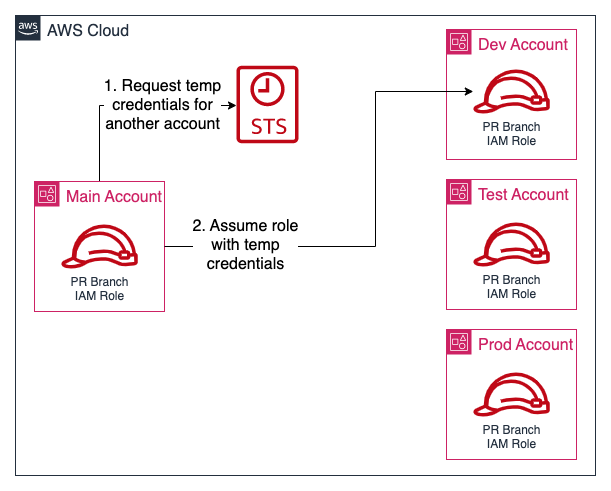 aws
AWS Cloud
1. Request temp
credentials for
another account
STS
Main Account
PR Branch
IAM Role
2. Assume role
with temp
credentials
Dev Account
PR Branch
IAM Role
Test Account
PR Branch
IAM Role
Prod Account
PR Branch
IAM Role